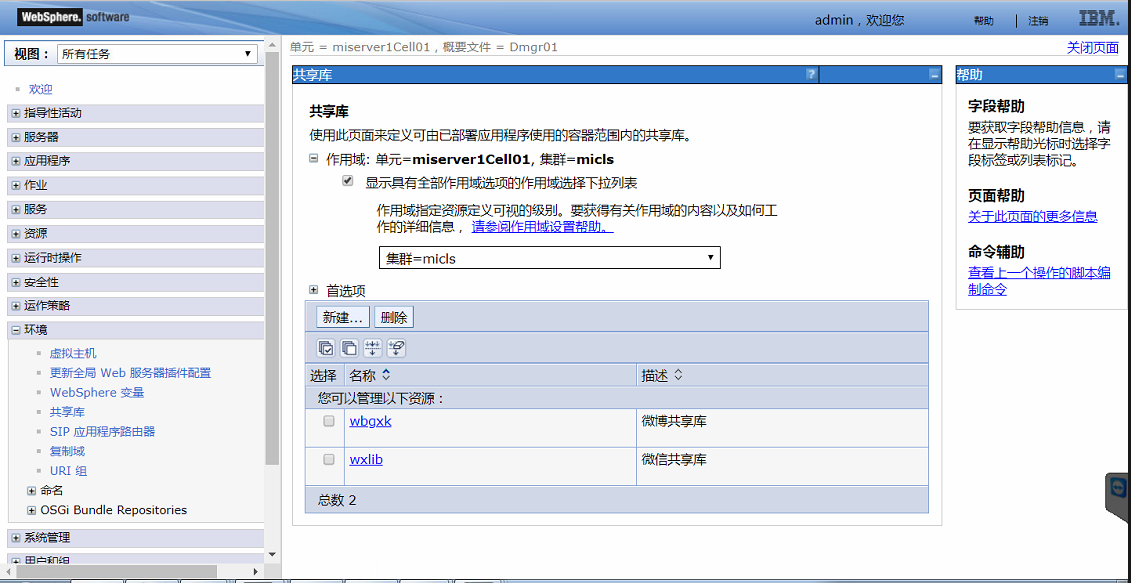 WebSphere. software
admin，欢迎您
帮助
注销
IBM.
视图：
所有任务
欢迎
指导性活动
服务器
应用程序
作业
服务
资源
运行时操作
安全性
运作策略
环境
虚拟主机
更新全局 Web 服务器插件配置
WebSphere 变量
共享库
SIP 应用程序路由器
复制域
URI 组
命名
OSGi Bundle Repositories
系统管理
用户和组
单元 = miserver1Cell01，概要文件 = Dmgr01
关闭页面
共享库
?
共享库
使用此页面来定义可由已部署应用程序使用的容器范围内的共享库。
作用域: 单元=miserver1Cell01, 集群=micls
显示具有全部作用域选项的作用域选择下拉列表
作用域指定资源定义可视的级别。要获得有关作用域的内容以及如何工
作的详细信息， 请参阅作用域设置帮助。
集群=micls
首选项
新建...
删除
选择
名称
描述
您可以管理以下资源：
wbgxk
微博共享库
wxlib
微信共享库
总数 2
帮助
字段帮助
要获取字段帮助信息，请
在显示帮助光标时选择字
段标签或列表标记。
页面帮助
关于此页面的更多信息
命令辅助
查看上一个操作的脚本编
制命令